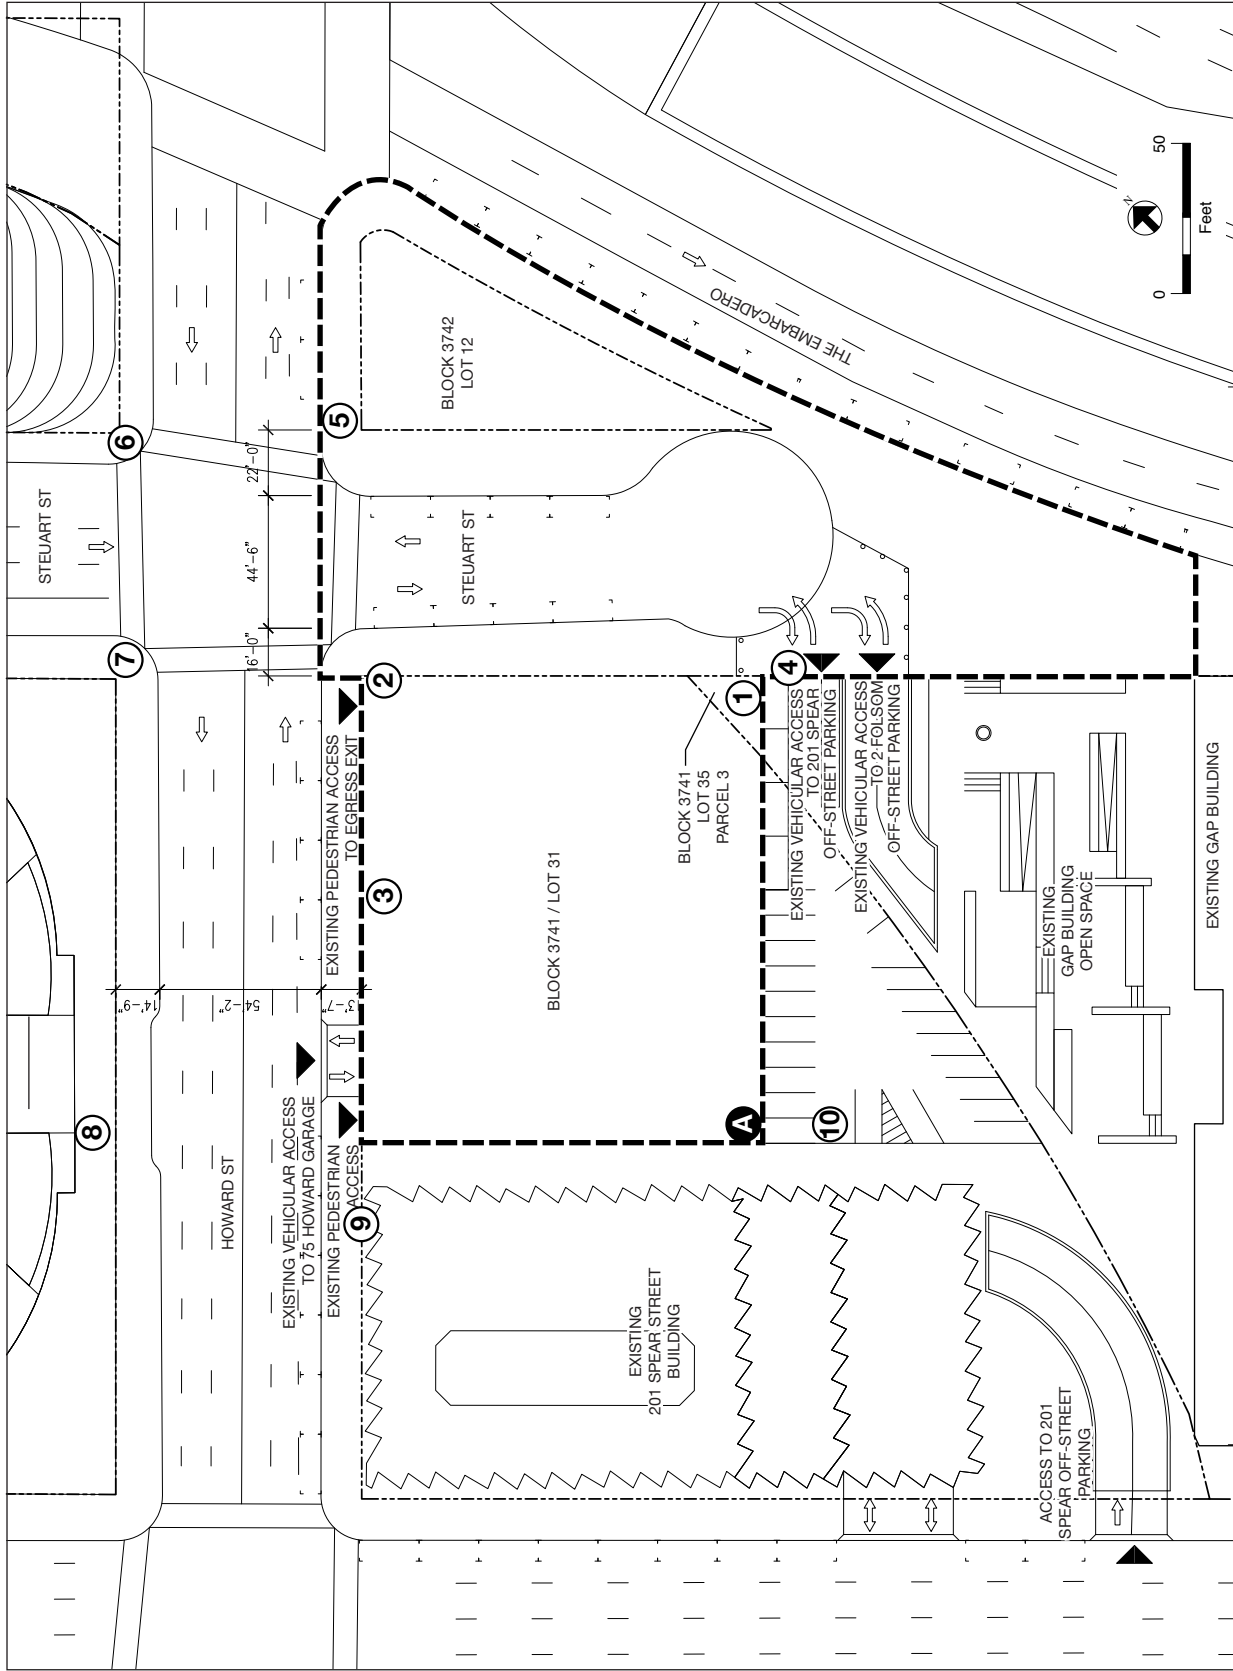 STEUART ST
6
7
8
22'-0"
44'-6"
16'-0"
14'-9"
54'-2"
13'-7"
HOWARD ST
EXISTING VEHICULAR ACCESS
TO 75 HOWARD GARAGE
EXISTING PEDESTRIAN
ACCESS
EXISTING PEDESTRIAN ACCESS
TO EGRESS EXIT
5
2
3
9
BLOCK 3742
LOT 12
STEUART ST
BLOCK 3741 / LOT 31
EXISTING
201 SPEAR STREET
BUILDING
BLOCK 3741
LOT 35
PARCEL 3
1
A
4
10
THE EMBARCADERO
EXISTING VEHICULAR ACCESS
TO 201 SPEAR
OFF-STREET PARKING
EXISTING VEHICULAR ACCESS
TO 2 FOLSOM
OFF-STREET PARKING
EXISTING
GAP BUILDING
OPEN SPACE
ACCESS TO 201
SPEAR OFF-STREET
PARKING
EXISTING GAP BUILDING
N
0
50
Feet